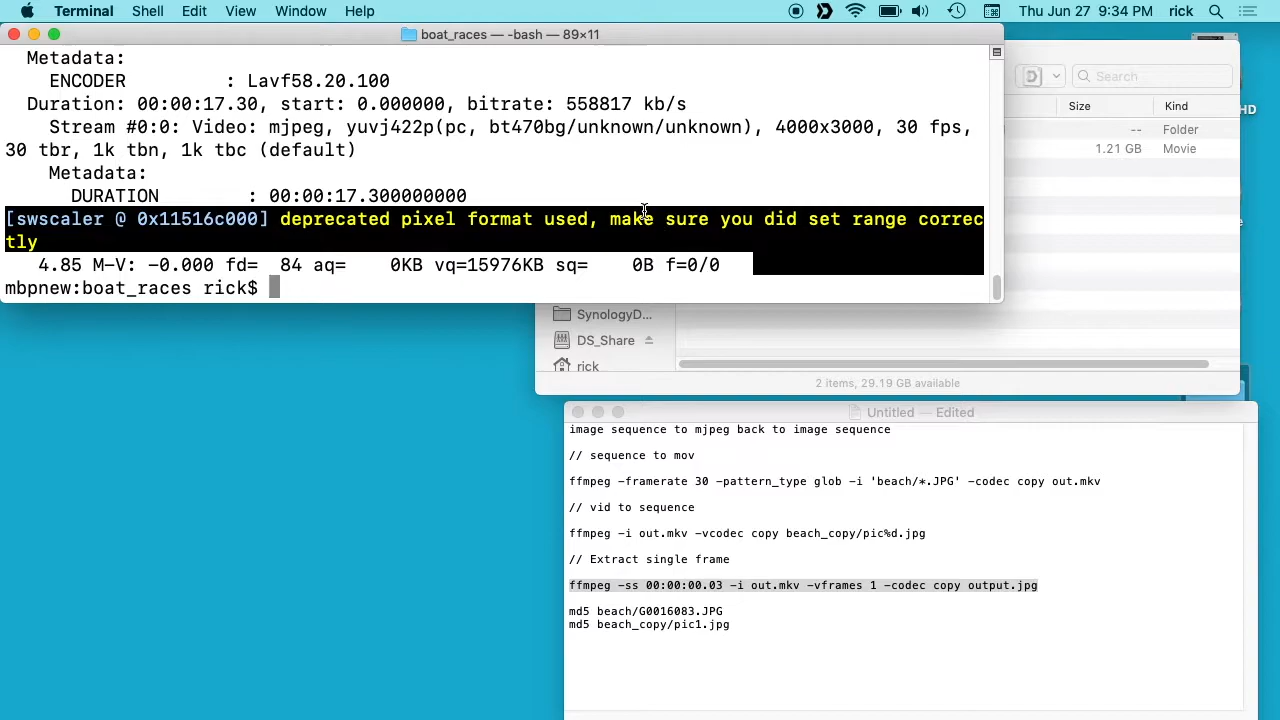 Terminal Shell Edit View Window Help Thu Jun 27 9:34 PM rick
boat_races — -bash — 89×11
Metadata:
ENCODER : Lavf58.20.100
Duration: 00:00:17.30, start: 0.000000, bitrate: 558817 kb/s
Stream #0:0: Video: mjpeg, yuvj422p(pc, bt470bg/unknown/unknown), 4000x3000, 30 fps,
30 tbr, 1k tbn, 1k tbc (default)
Metadata:
DURATION : 00:00:17.300000000
[swscaler @ 0x11516c000] deprecated pixel format used, make sure you did set range correc
tly
4.85 M-V: -0.000 fd= 84 aq= 0KB vq=15976KB sq= 0B f=0/0
mbpnew:boat_races rick$
Search
Size Kind
HD
-- Folder
1.21 GB Movie
SynologyD...
DS_Share
rick
2 items, 29.19 GB available
Untitled — Edited
image sequence to mjpeg back to image sequence
// sequence to mov
ffmpeg -framerate 30 -pattern_type glob -i 'beach/*.JPG' -codec copy out.mkv
// vid to sequence
ffmpeg -i out.mkv -vcodec copy beach_copy/pic%d.jpg
// Extract single frame
ffmpeg -ss 00:00:00.03 -i out.mkv -vframes 1 -codec copy output.jpg
md5 beach/G0016083.JPG
md5 beach_copy/pic1.jpg